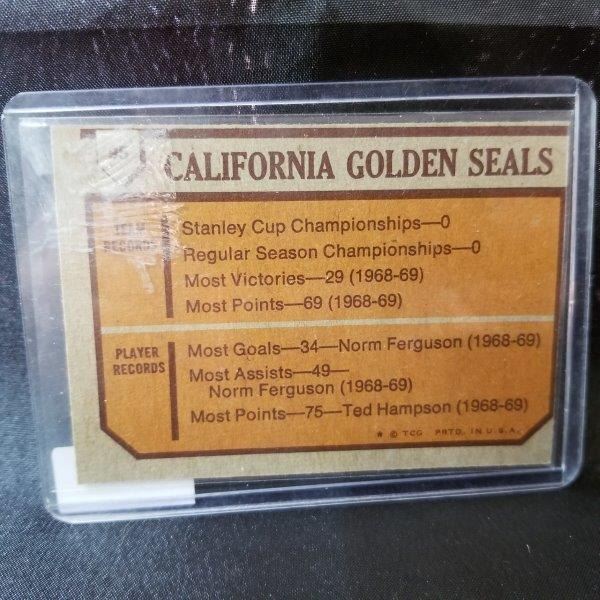 CALIFORNIA GOLDEN SEALS
TEAM
RECORDS
Stanley Cup Championships—0
Regular Season Championships—0
Most Victories—29 (1968-69)
Most Points—69 (1968-69)
PLAYER
RECORDS
Most Goals—34—Norm Ferguson (1968-69)
Most Assists—49—
Norm Ferguson (1968-69)
Most Points—75—Ted Hampson (1968-69)
* © TCG PRTD. IN U.S.A.